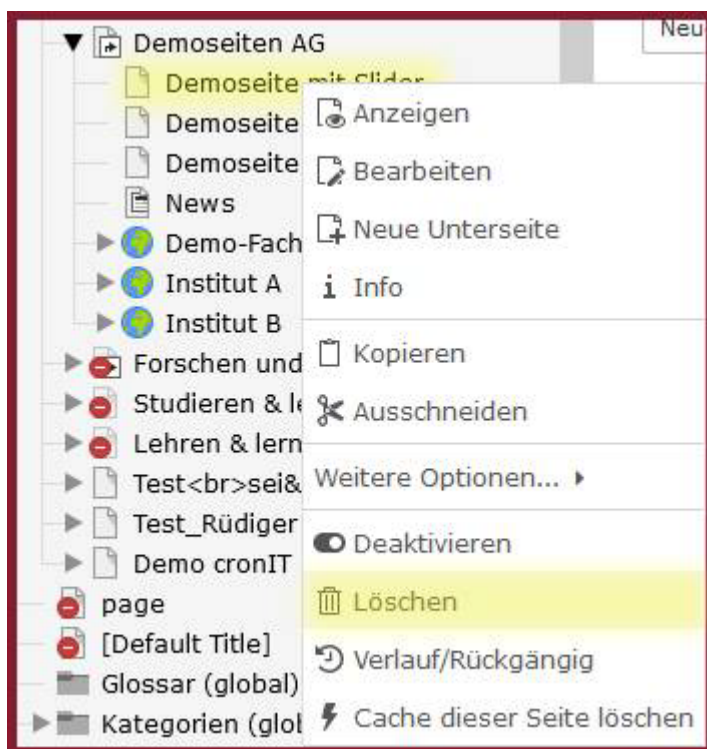 Neu
Demoseiten AG
Demoseite mit Slider
Demoseite
Demoseite
News
Demo-Fach
Institut A
Institut B
Forschen und
Studieren & le
Lehren & lern
Test<br>sei&
Test_Rüdiger
Demo cronIT
page
[Default Title]
Glossar (global)
Kategorien (glol
Anzeigen
Bearbeiten
Neue Unterseite
Info
Kopieren
Ausschneiden
Weitere Optionen...
Deaktivieren
Löschen
Verlauf/Rückgängig
Cache dieser Seite löschen